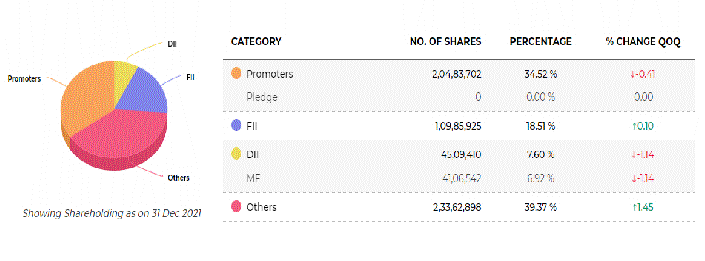 DII
FII
Promoters
Others
Showing Shareholding as on 31 Dec 2021
CATEGORY NO. OF SHARES PERCENTAGE % CHANGE QOQ
Promoters 2,04,83,702 34.52 % ↓-0.41
Pledge 0 0.00 % 0.00
FII 1,09,85,925 18.51 % ↑0.10
DII 45,09,410 7.60 % ↓-1.14
MF 41,06,542 6.92 % ↓-1.14
Others 2,33,62,898 39.37 % ↑1.45